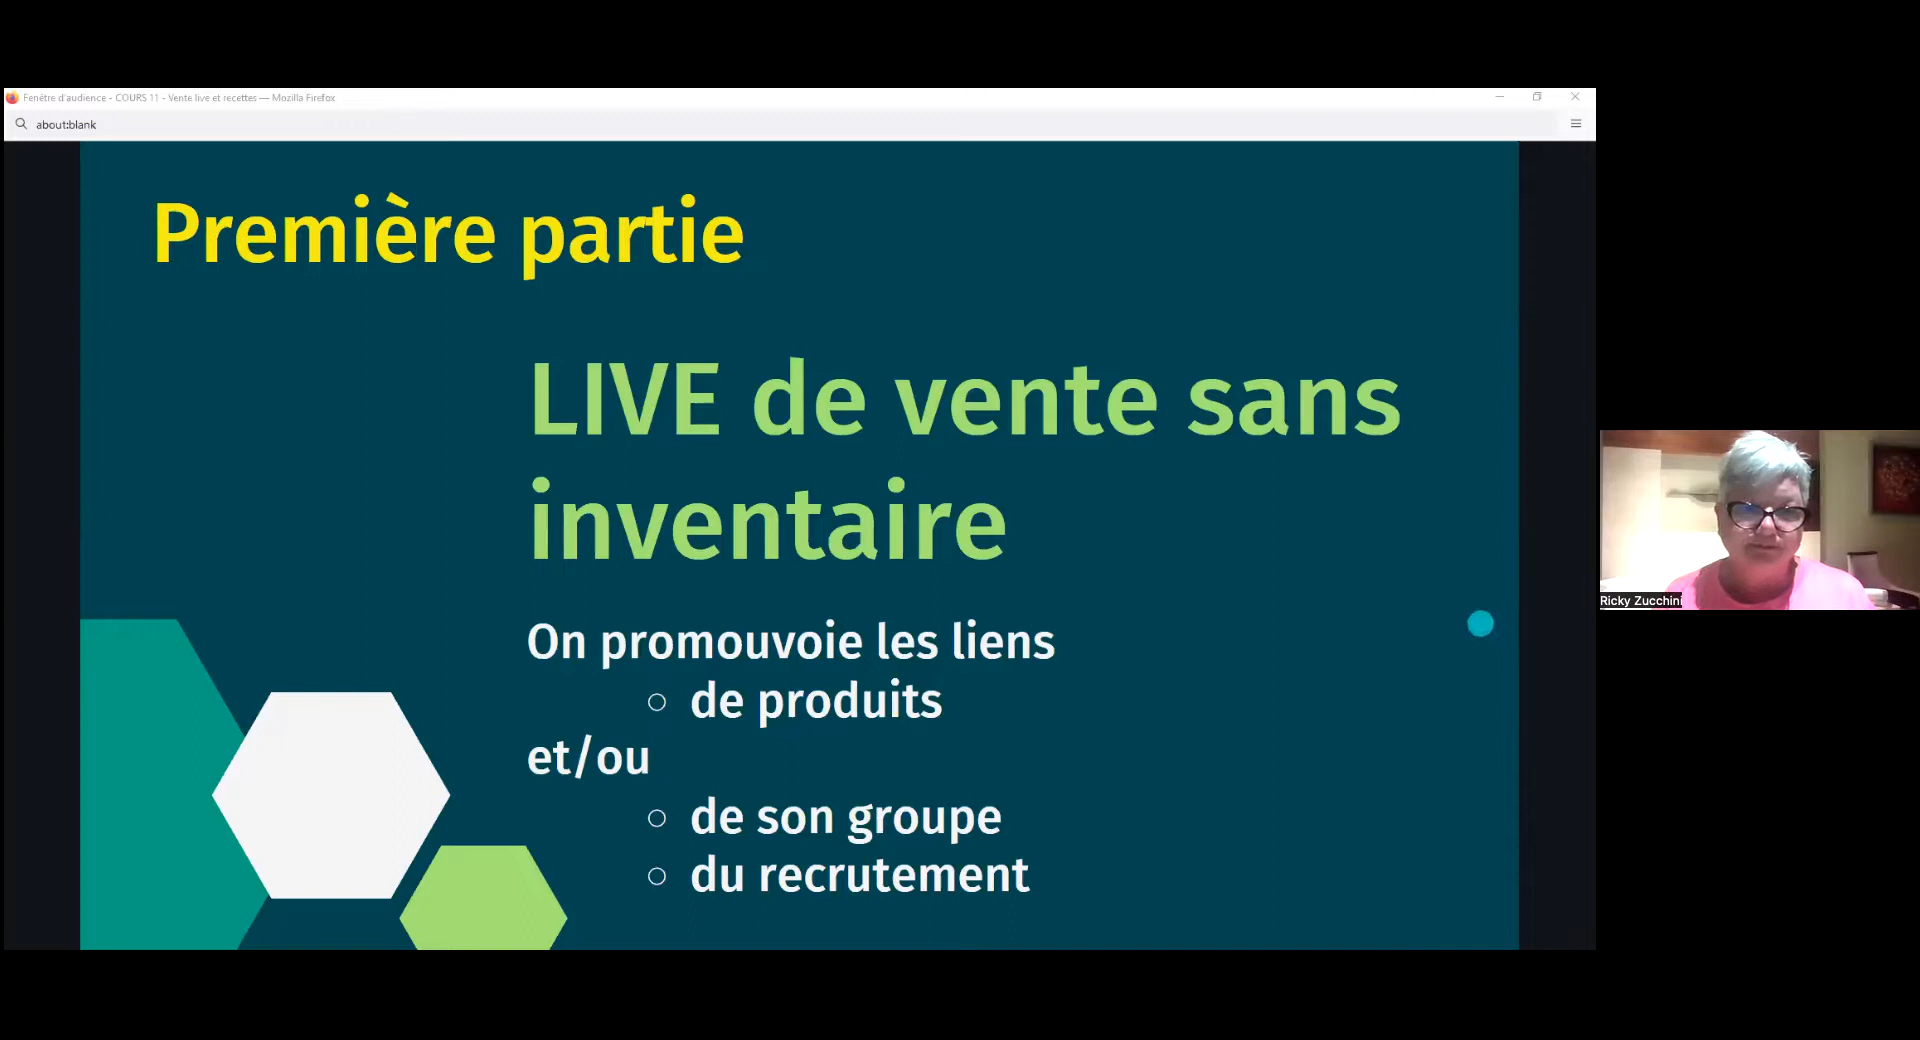 Fenêtre d'audience - COURS 11 - Vente live et recettes — Mozilla Firefox
about:blank
Première partie
LIVE de vente sans
inventaire
On promouvoie les liens
○ de produits
et/ou
○ de son groupe
○ du recrutement
Ricky Zucchini